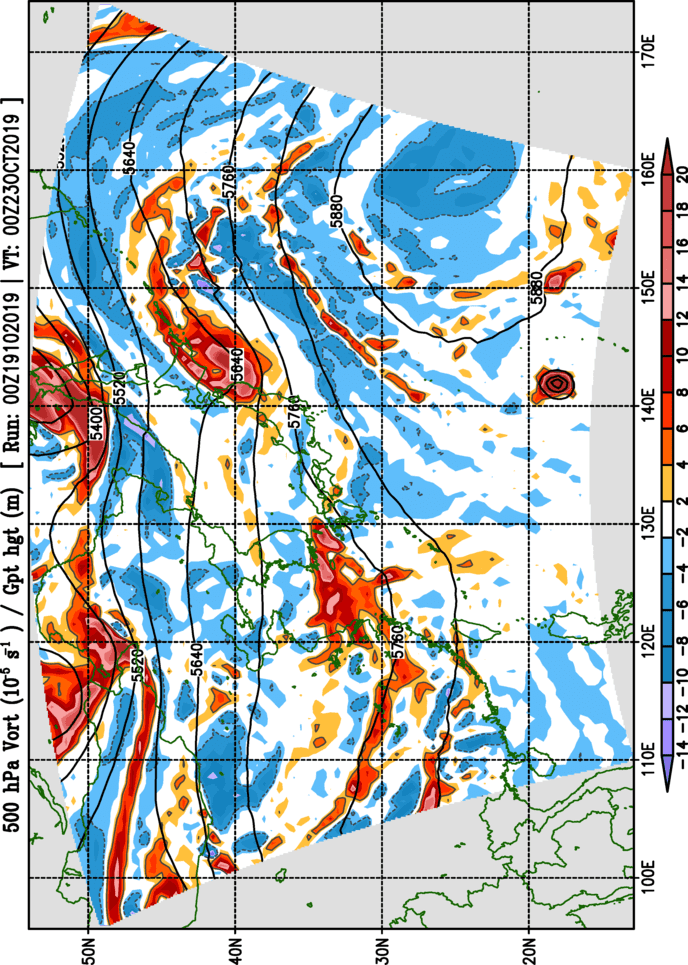 500 hPa Vort (10⁻⁵ s⁻¹) / Gpt hgt (m) [ Run: 00Z19102019 | VT: 00Z23OCT2019 ]
50N
40N
30N
20N
5400
5520
5520
5640
5640
5640
5760
5760
5760
5880
5880
100E 110E 120E 130E 140E 150E 160E 170E
−14 −12 −10 −8 −6 −4 −2 2 4 6 8 10 12 14 16 18 20